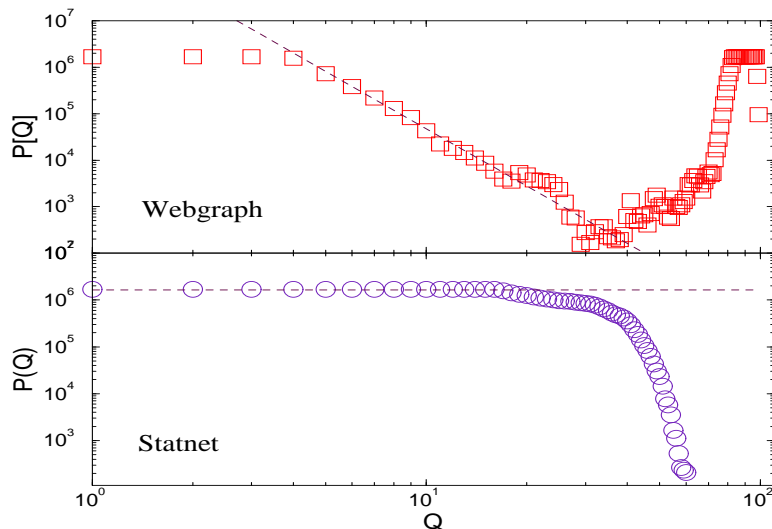 10⁷
10⁶
10⁵
10⁴
10³
10²
P[Q]
Webgraph
10⁶
10⁵
10⁴
10³
P(Q)
Statnet
10⁰ 10¹ 10²
Q